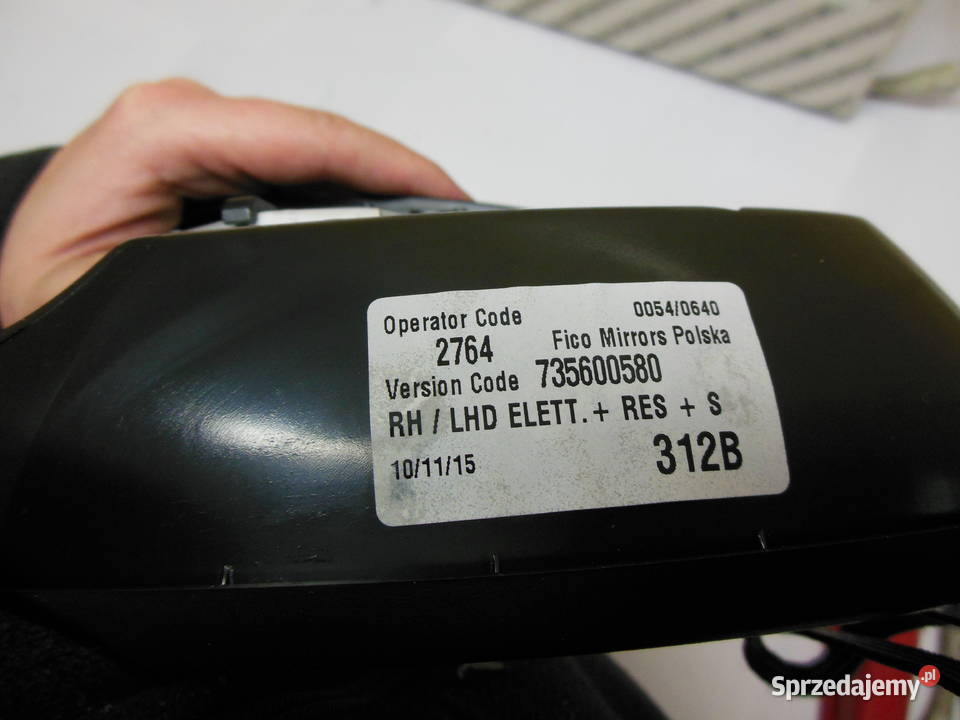 Operator Code 0054/0640
2764 Fico Mirrors Polska
Version Code 735600580
RH / LHD ELETT. + RES + S
10/11/15 312B
Sprzedajemy.pl